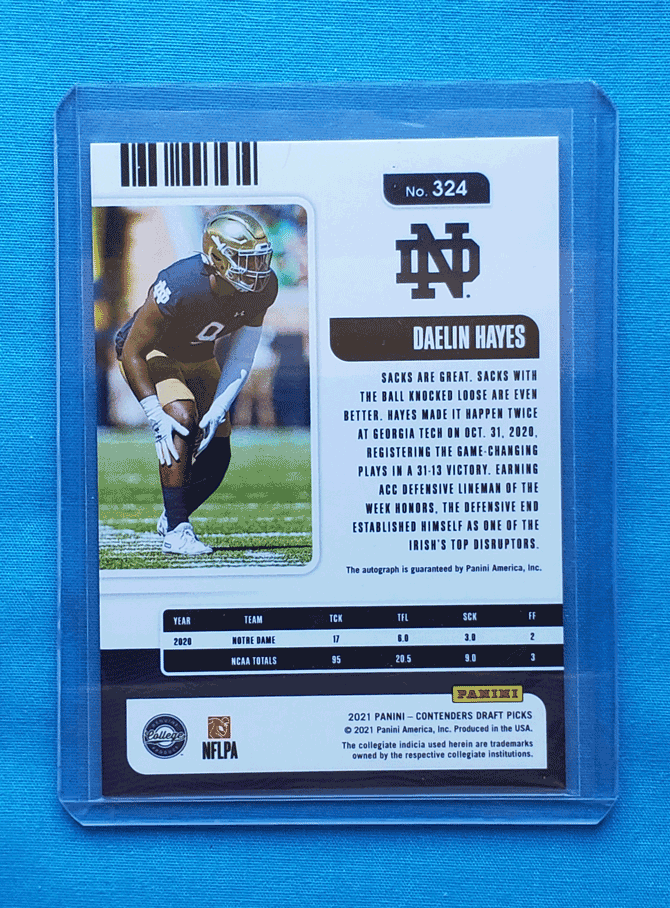 No. 324
ND
DAELIN HAYES
SACKS ARE GREAT. SACKS WITH
THE BALL KNOCKED LOOSE ARE EVEN
BETTER. HAYES MADE IT HAPPEN TWICE
AT GEORGIA TECH ON OCT. 31, 2020,
REGISTERING THE GAME-CHANGING
PLAYS IN A 31-13 VICTORY. EARNING
ACC DEFENSIVE LINEMAN OF THE
WEEK HONORS, THE DEFENSIVE END
ESTABLISHED HIMSELF AS ONE OF THE
IRISH'S TOP DISRUPTORS.
The autograph is guaranteed by Panini America, Inc.
YEAR TEAM TCK TFL SCK FF
2020 NOTRE DAME 17 6.0 3.0 2
NCAA TOTALS 95 20.5 9.0 3
PANINI
College
NFLPA
2021 PANINI – CONTENDERS DRAFT PICKS
© 2021 Panini America, Inc. Produced in the USA.
The collegiate indicia used herein are trademarks
owned by the respective collegiate institutions.